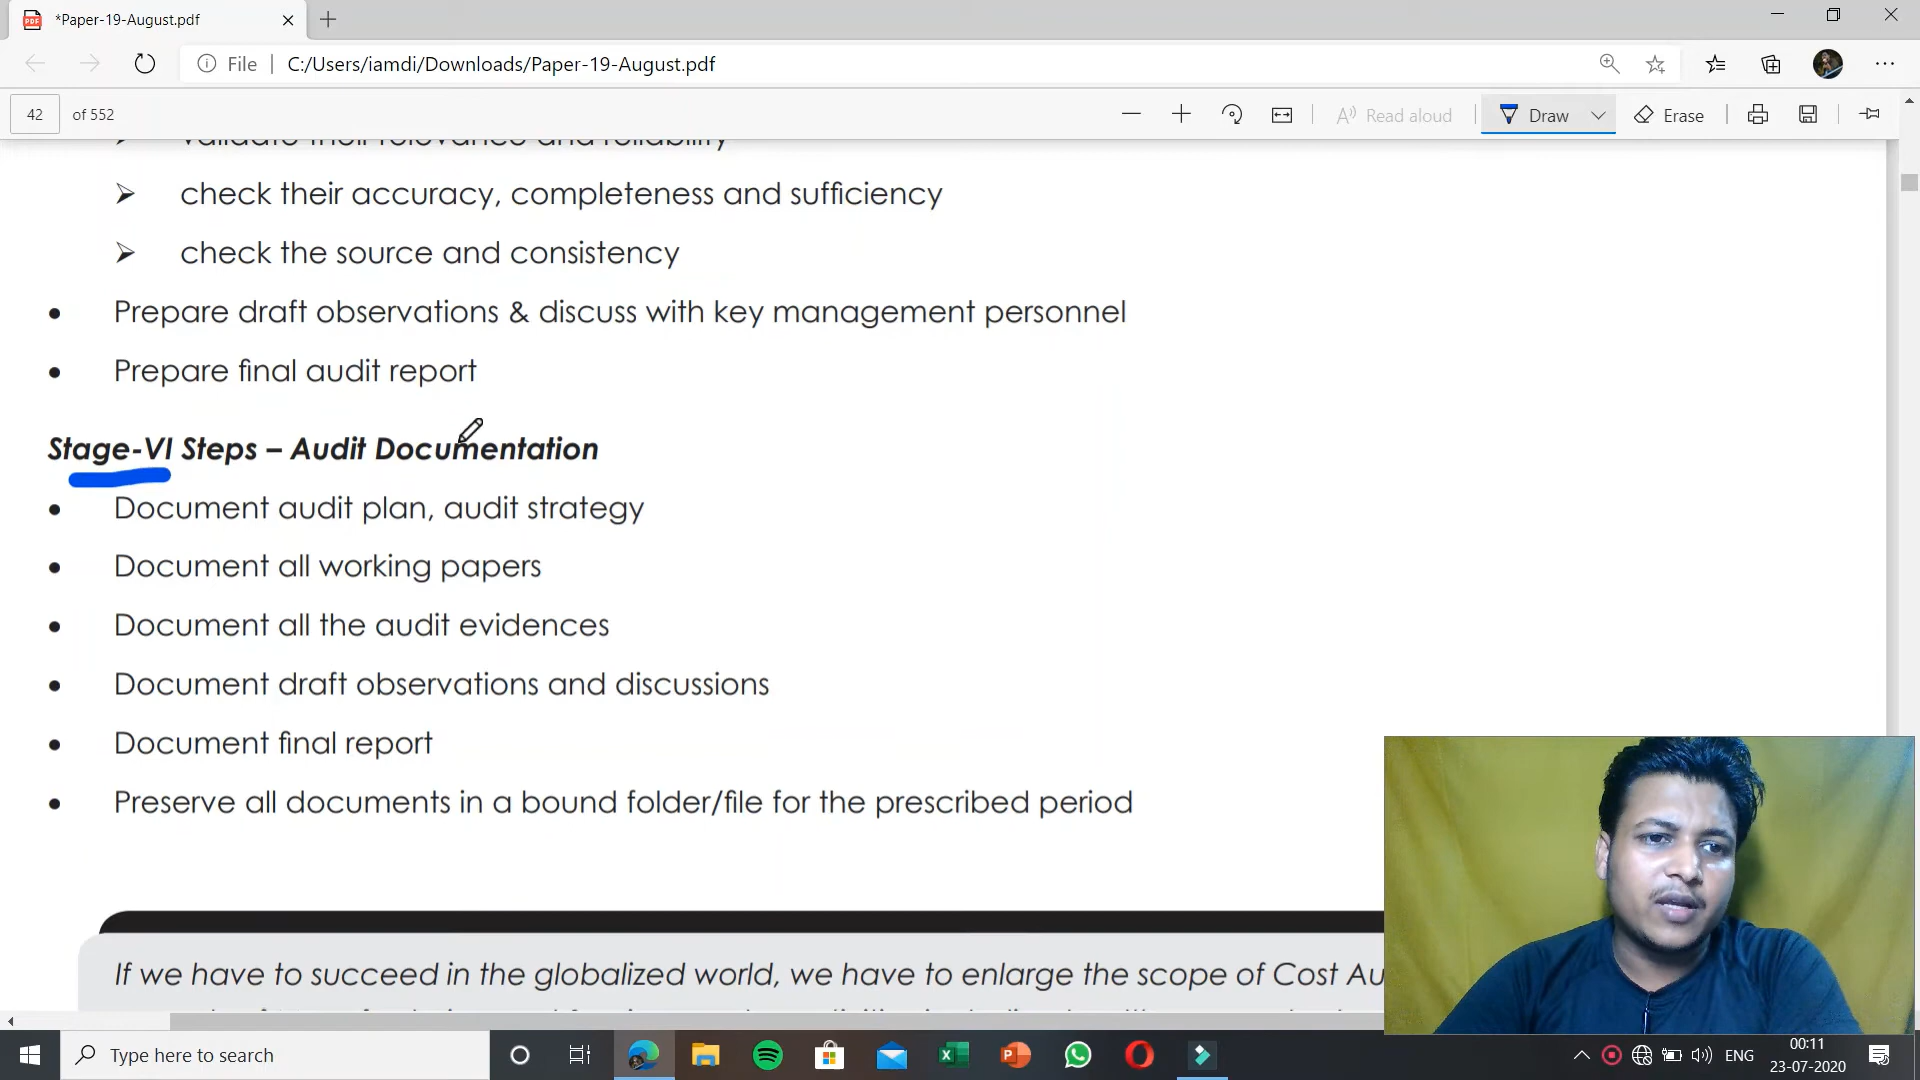 *Paper-19-August.pdf
File
C:/Users/iamdi/Downloads/Paper-19-August.pdf
42 of 552
Read aloud
Draw
Erase
validate their relevance and reliability
check their accuracy, completeness and sufficiency
check the source and consistency
Prepare draft observations & discuss with key management personnel
Prepare final audit report
Stage-VI Steps – Audit Documentation
Document audit plan, audit strategy
Document all working papers
Document all the audit evidences
Document draft observations and discussions
Document final report
Preserve all documents in a bound folder/file for the prescribed period
If we have to succeed in the globalized world, we have to enlarge the scope of Cost Au
Type here to search
ENG
00:11
23-07-2020